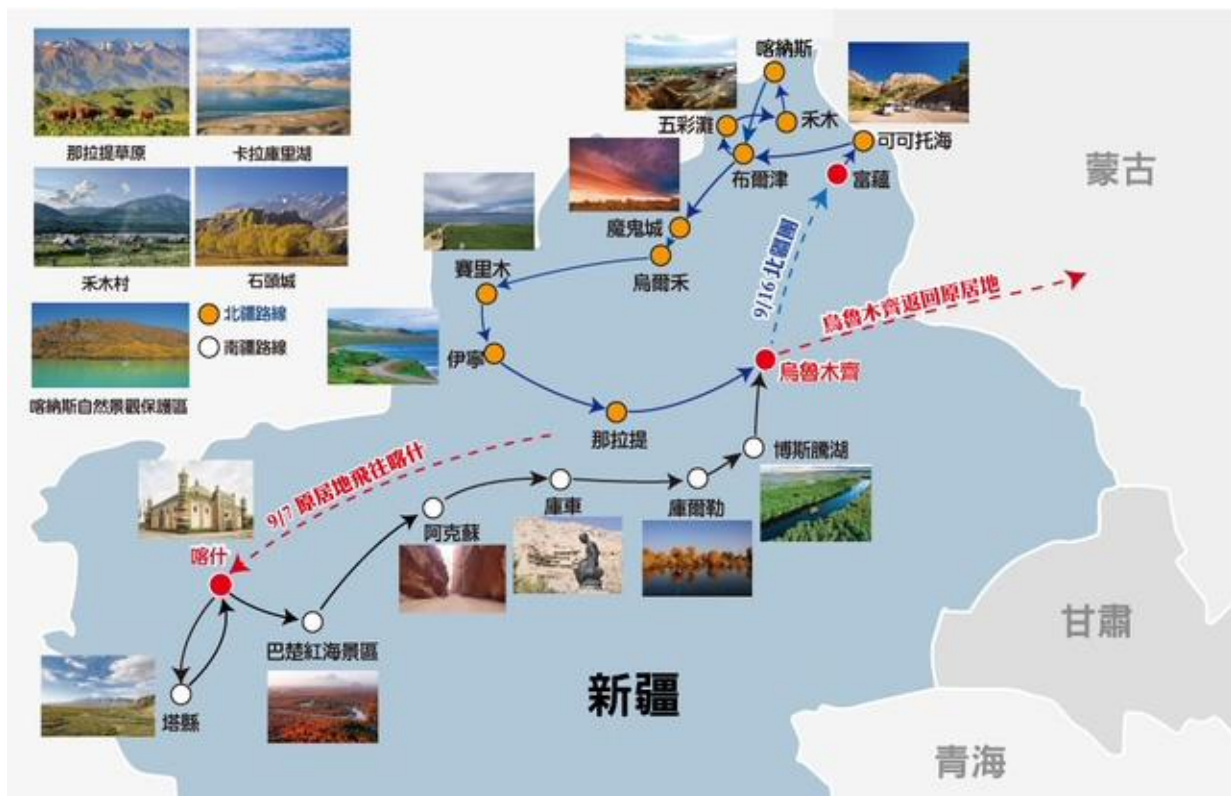 那拉提草原
卡拉庫里湖
禾木村
石頭城
北疆路線
南疆路線
喀納斯自然景觀保護區
喀納斯
五彩灘
禾木
可可托海
布爾津
富蘊
蒙古
魔鬼城
烏爾禾
9/16 北疆團
賽里木
烏魯木齊返回原居地
伊寧
烏魯木齊
那拉提
博斯騰湖
9/7 原居地飛往喀什
庫車
庫爾勒
阿克蘇
喀什
甘肅
巴楚紅海景區
新疆
塔縣
青海